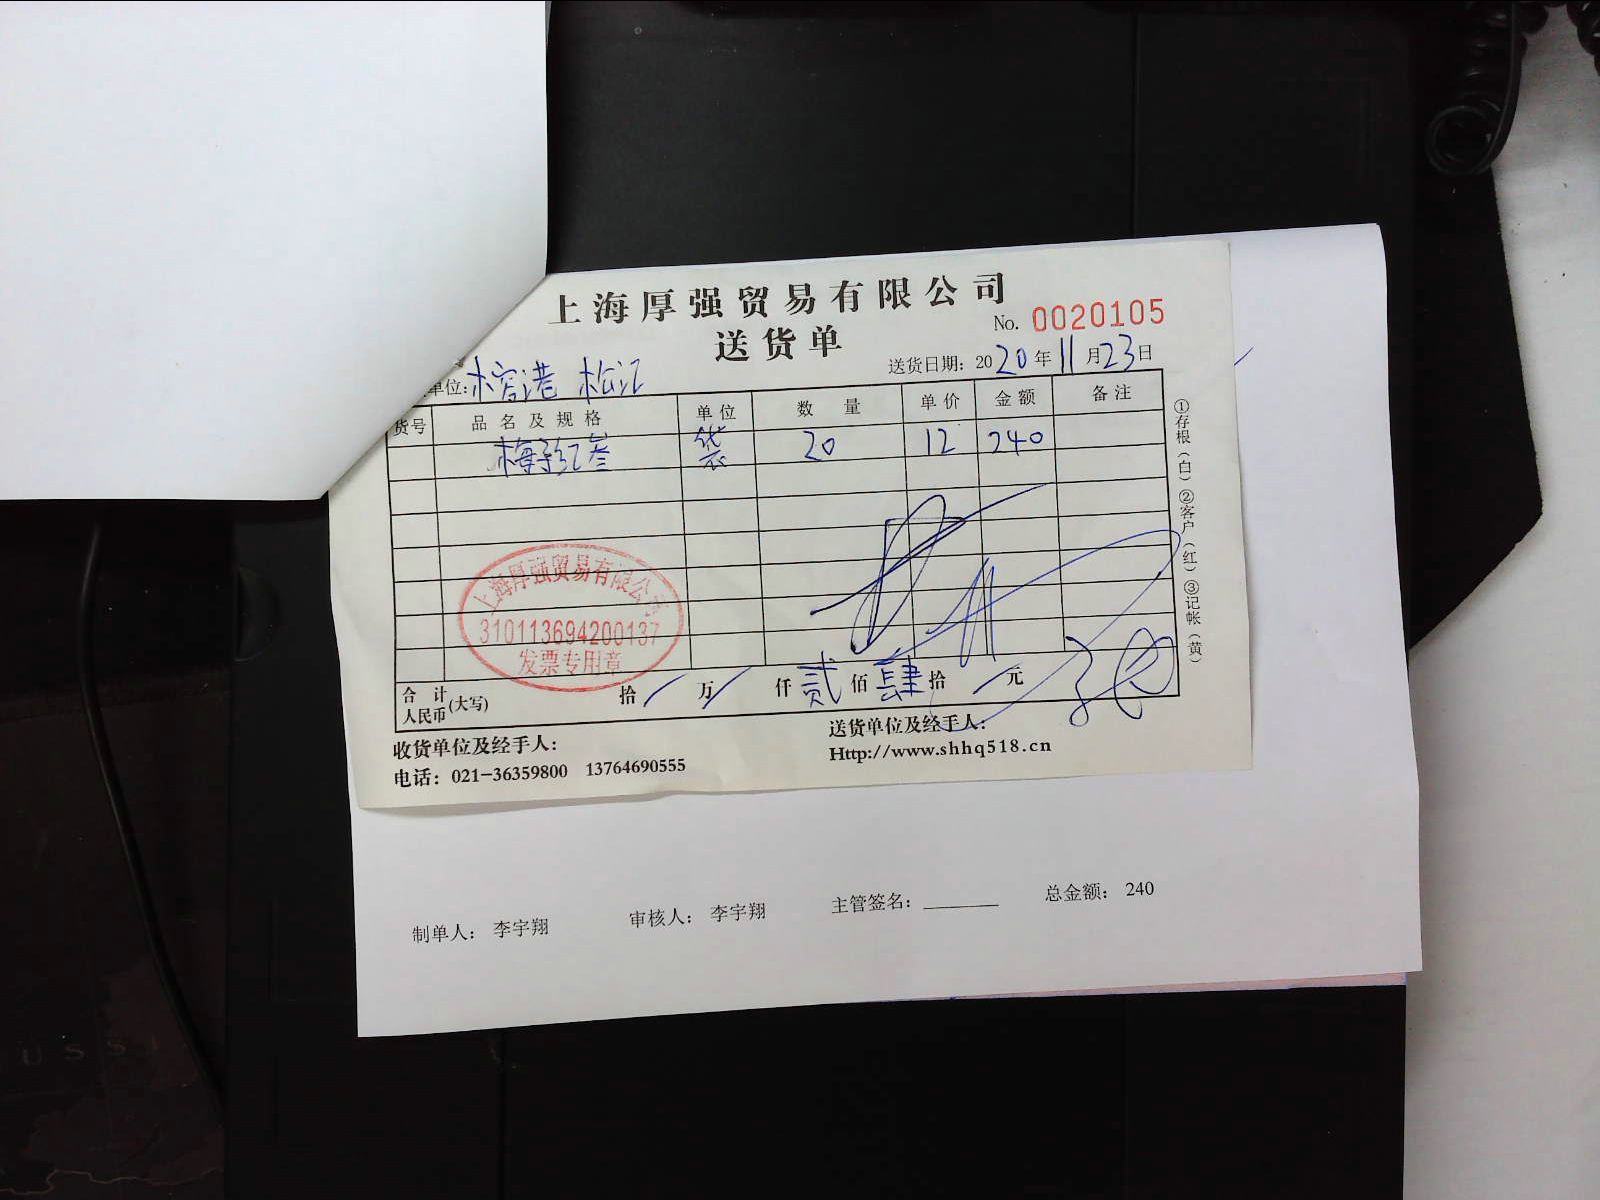 上海厚强贸易有限公司
No. 0020105
送货单
送货日期: 2020年11月23日
单位: 榕港 松江
货号 品名及规格 单位 数量 单价 金额 备注
袋 20 12 240
①存根(白)②客户(红)③记帐(黄)
上海厚强贸易有限公司
310113694200137
发票专用章
合计人民币(大写) 拾 / 万 / 仟 贰 佰 肆 拾 / 元
收货单位及经手人:
送货单位及经手人:
电话: 021-36359800 13764690555
Http://www.shhq518.cn
制单人: 李宇翔 审核人: 李宇翔 主管签名: ______ 总金额: 240